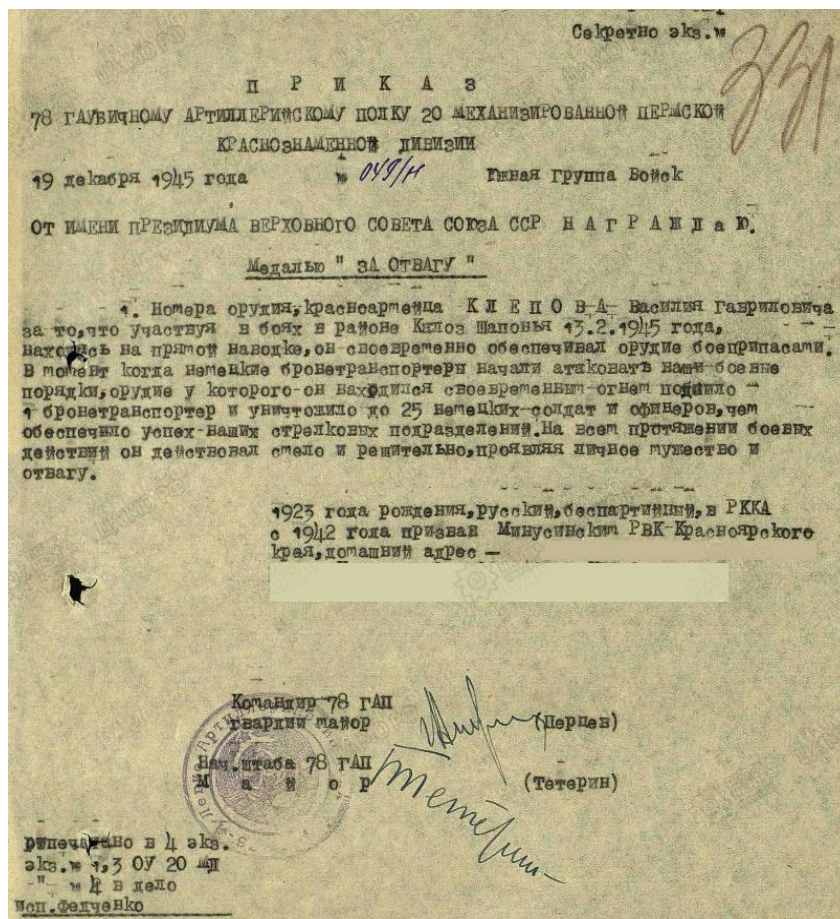 Секретно экз.№
331
П Р И К А З
78 ГАУБИЧНОМУ АРТИЛЛЕРИЙСКОМУ ПОЛКУ 20 МЕХАНИЗИРОВАННОЙ ПЕРМСКОЙ
КРАСНОЗНАМЕННОЙ ДИВИЗИИ
19 декабря 1945 года № 049/н Южная Группа Войск
ОТ ИМЕНИ ПРЕЗИДИУМА ВЕРХОВНОГО СОВЕТА СОЮЗА ССР Н А Г Р А Ж Д а Ю.
Медалью " ЗА ОТВАГУ "
1. Номера орудия,красноармейца К Л Е П О В А Василия Гавриловича
за то,что участвуя в боях в районе Киноз Шапонья 13.2.1945 года,
находясь на прямой наводке,он своевременно обеспечивал орудие боеприпасами.
В момент когда немецкие бронетранспортеры начали атаковать наши боевые
порядки,орудие у которого он находился своевременным огнем подбило
1 бронетранспортер и уничтожило до 25 немецких солдат и офицеров,чем
обеспечило успех наших стрелковых подразделений.На всем протяжении боевых
действий он действовал смело и решительно,проявляя личное мужество и
отвагу.
1923 года рождения,русский,беспартийный,в РККА
с 1942 года призван Минусинским РВК-Красноярского
края,домашний адрес —
Командир 78 ГАП
гвардии майор (Перцев)
Нач.штаба 78 ГАП
М а й о р (Тетерин)
Тетерин
рипечатано в 4 экз.
экз.№ 1,3 ОУ 20 МД
-"- № 4 в дело
Исп.Федченко